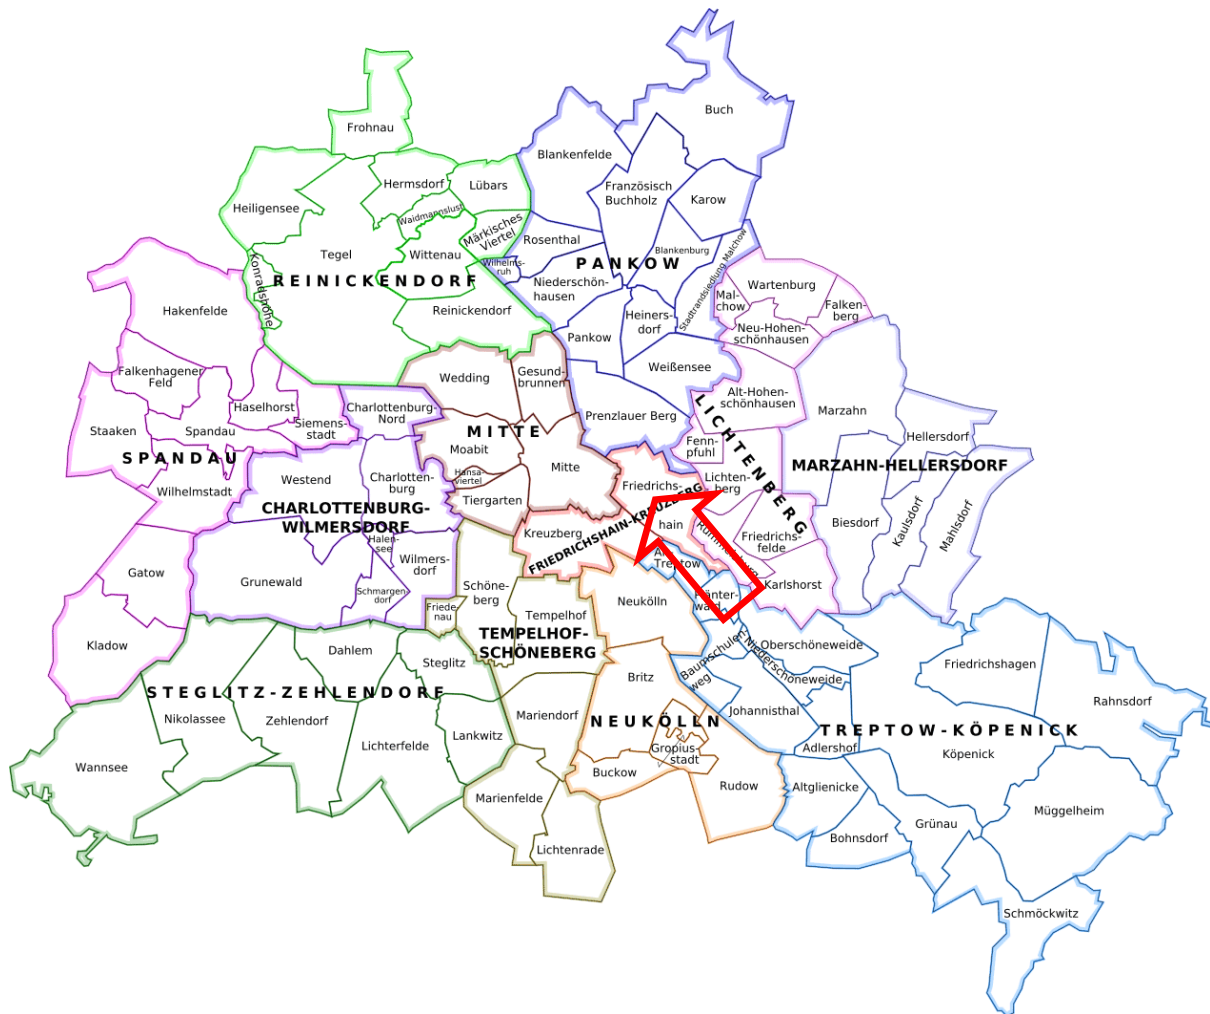 Buch
Frohnau
Blankenfelde
Hermsdorf
Lübars
Französisch
Buchholz
Karow
Heiligensee
Waidmannslust
Märkisches
Viertel
Rosenthal
Blankenburg
Stadtrandsiedlung Malchow
Tegel
Wittenau
Wilhelms-
ruh
PANKOW
Konradshöhe
REINICKENDORF
Niederschön-
hausen
Wartenburg
Mal-
chow
Falken-
berg
Hakenfelde
Reinickendorf
Heiners-
dorf
Neu-Hohen-
schönhausen
Pankow
Weißensee
Falkenhagener
Feld
Wedding
Gesund-
brunnen
Alt-Hohen-
schönhausen
Haselhorst
Charlottenburg-
Nord
Prenzlauer Berg
Marzahn
LICHTENBERG
Staaken
Spandau
Siemens-
stadt
MITTE
Hellersdorf
SPANDAU
Moabit
Fenn-
pfuhl
MARZAHN-HELLERSDORF
Wilhelmstadt
Westend
Charlotten-
burg
Hansa-
viertel
Mitte
Friedrichs-
hain
Lichten-
berg
Tiergarten
CHARLOTTENBURG-
WILMERSDORF
FRIEDRICHSHAIN-KREUZBERG
Kreuzberg
Biesdorf
Kaulsdorf
Mahlsdorf
Rummelsburg
Friedrichs-
felde
Halen-
see
Wilmers-
dorf
Treptow
Gatow
Grunewald
Schmargen-
dorf
Schöne-
berg
Karlshorst
Neukölln
Plänter-
wald
Friede-
nau
Tempelhof
TEMPELHOF-
SCHÖNEBERG
Kladow
Dahlem
Steglitz
Baumschulen-
weg
Niederschöneweide
Oberschöneweide
Friedrichshagen
Britz
STEGLITZ-ZEHLENDORF
Rahnsdorf
Nikolassee
Zehlendorf
Mariendorf
NEUKÖLLN
Johannisthal
TREPTOW-KÖPENICK
Lankwitz
Lichterfelde
Gropius-
stadt
Adlershof
Köpenick
Wannsee
Buckow
Rudow
Altglienicke
Marienfelde
Müggelheim
Grünau
Bohnsdorf
Lichtenrade
Schmöckwitz